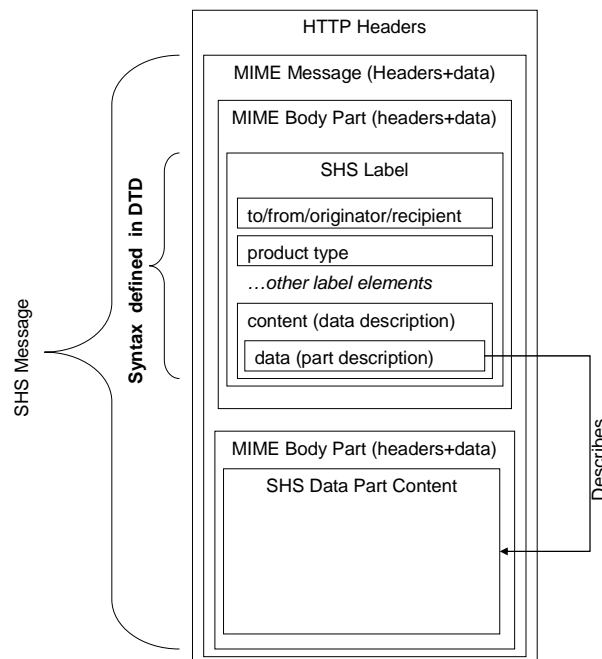 HTTP Headers
MIME Message (Headers+data)
MIME Body Part (headers+data)
SHS Label
to/from/originator/recipient
product type
...other label elements
content (data description)
data (part description)
Syntax defined in DTD
SHS Message
Describes
MIME Body Part (headers+data)
SHS Data Part Content